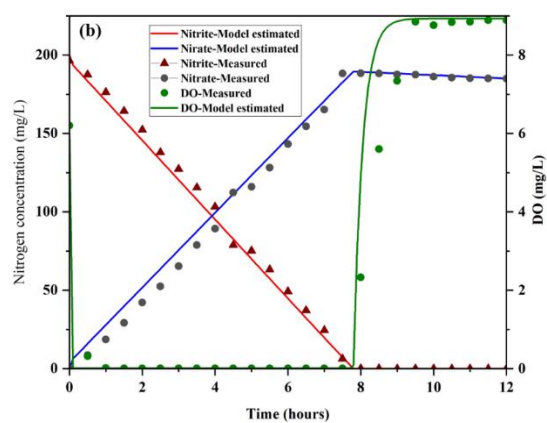 (b)
Nitrite-Model estimated
Nirate-Model estimated
Nitrite-Measured
Nitrate-Measured
DO-Measured
DO-Model estimated
Nitrogen concentration (mg/L)
200
150
100
50
0
DO (mg/L)
8
6
4
2
0
0 2 4 6 8 10 12
Time (hours)